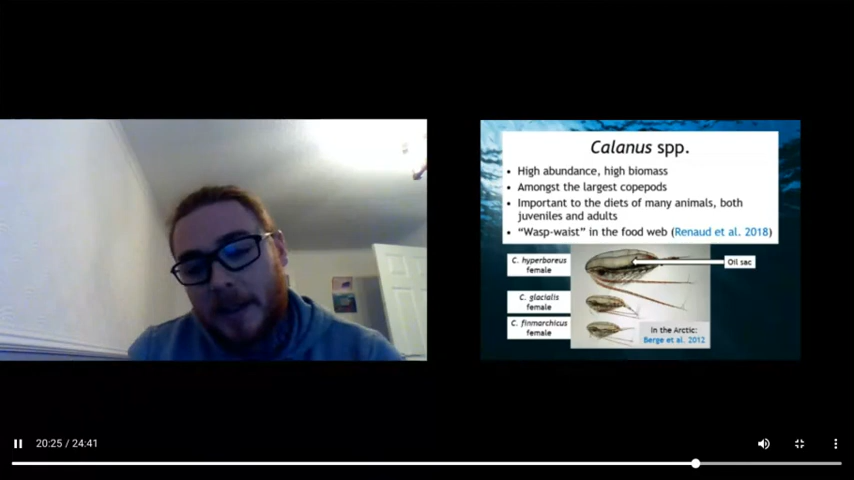 Calanus spp.
• High abundance, high biomass
• Amongst the largest copepods
• Important to the diets of many animals, both
juveniles and adults
• “Wasp-waist” in the food web (Renaud et al. 2018)
C. hyperboreus
female
Oil sac
C. glacialis
female
C. finmarchicus
female
In the Arctic:
Berge et al. 2012
20:25 / 24:41